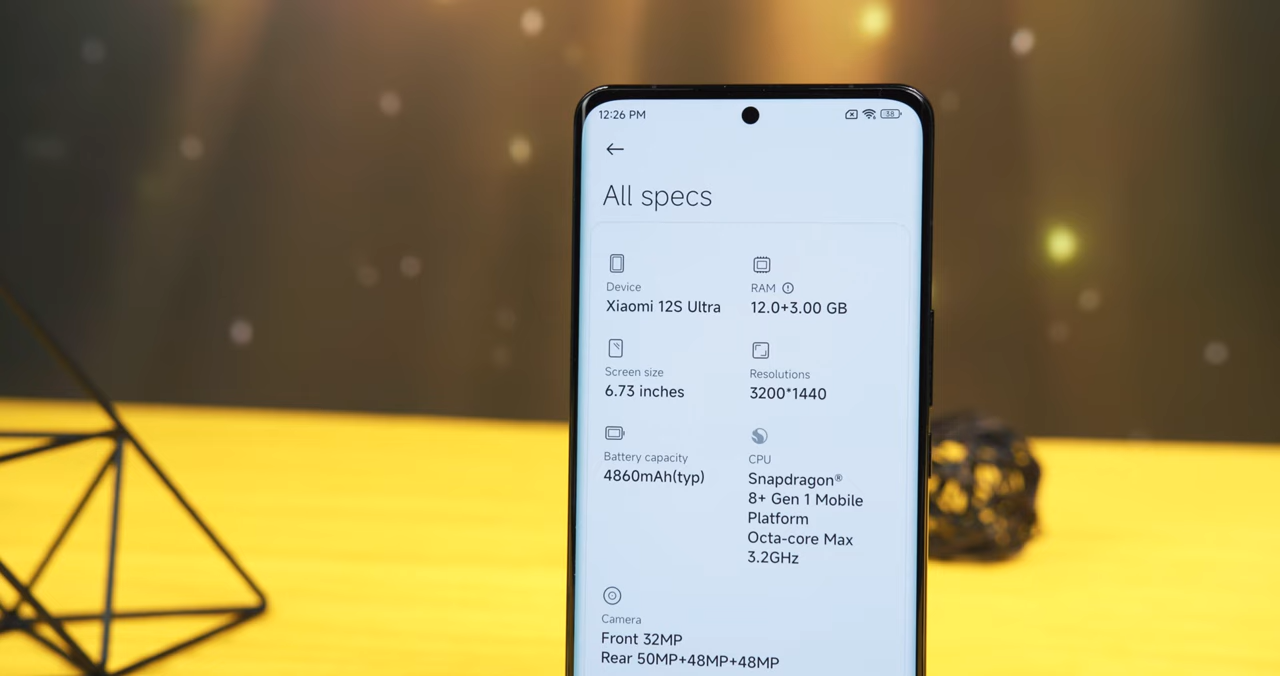 12:26 PM
38
All specs
Device
Xiaomi 12S Ultra
RAM
12.0+3.00 GB
Screen size
6.73 inches
Resolutions
3200*1440
Battery capacity
4860mAh(typ)
CPU
Snapdragon®
8+ Gen 1 Mobile
Platform
Octa-core Max
3.2GHz
Camera
Front 32MP
Rear 50MP+48MP+48MP